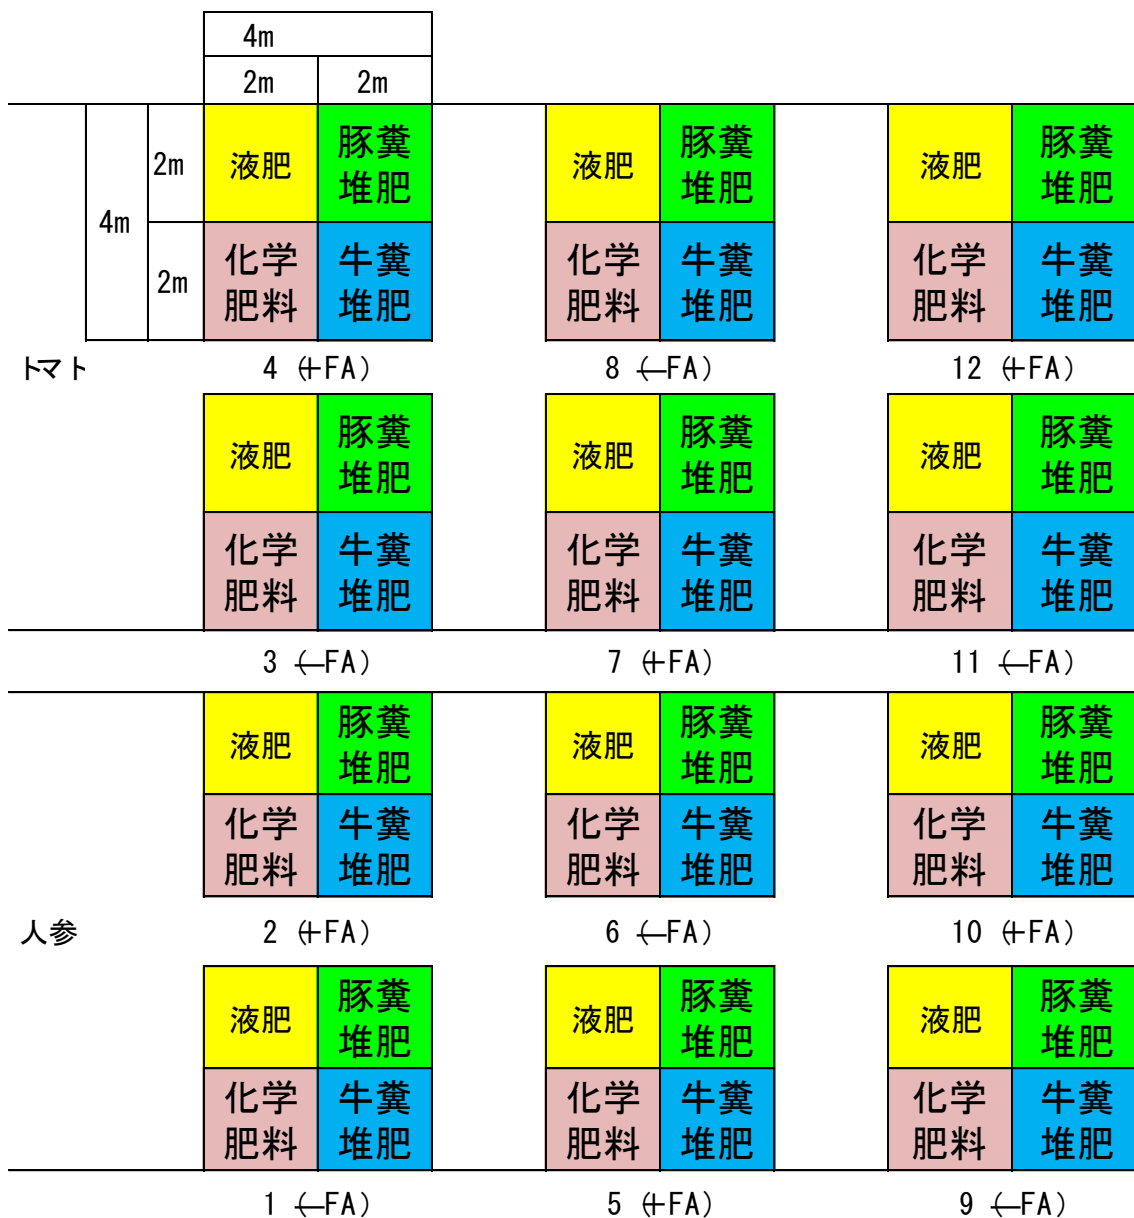 4m
2m 2m
2m
4m
2m
液肥 豚糞
堆肥
化学
肥料 牛糞
堆肥
液肥 豚糞
堆肥
化学
肥料 牛糞
堆肥
液肥 豚糞
堆肥
化学
肥料 牛糞
堆肥
トマト
4 (+FA)
8 (−FA)
12 (+FA)
液肥 豚糞
堆肥
化学
肥料 牛糞
堆肥
液肥 豚糞
堆肥
化学
肥料 牛糞
堆肥
液肥 豚糞
堆肥
化学
肥料 牛糞
堆肥
3 (−FA)
7 (+FA)
11 (−FA)
液肥 豚糞
堆肥
化学
肥料 牛糞
堆肥
液肥 豚糞
堆肥
化学
肥料 牛糞
堆肥
液肥 豚糞
堆肥
化学
肥料 牛糞
堆肥
人参
2 (+FA)
6 (−FA)
10 (+FA)
液肥 豚糞
堆肥
化学
肥料 牛糞
堆肥
液肥 豚糞
堆肥
化学
肥料 牛糞
堆肥
液肥 豚糞
堆肥
化学
肥料 牛糞
堆肥
1 (−FA)
5 (+FA)
9 (−FA)